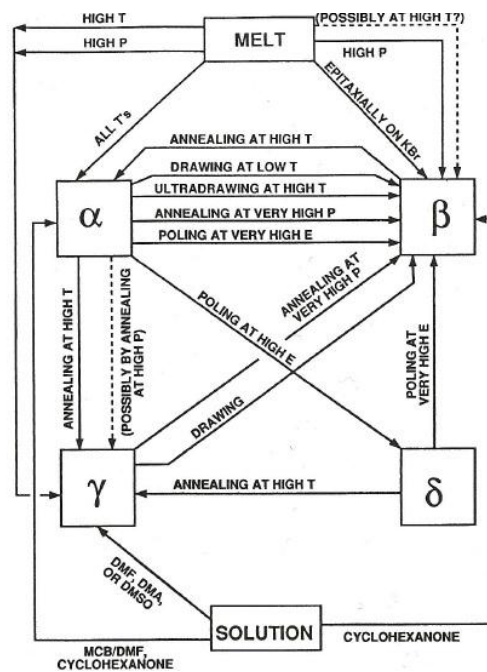 HIGH T
(POSSIBLY AT HIGH T?)
MELT
HIGH P
HIGH P
ALL T's
EPITAXIALLY ON KBr
ANNEALING AT HIGH T
DRAWING AT LOW T
ULTRADRAWING AT HIGH T
ANNEALING AT VERY HIGH P
POLING AT VERY HIGH E
α
β
ANNEALING AT HIGH T
(POSSIBLY BY ANNEALING
AT HIGH P)
POLING AT HIGH E
ANNEALING AT
VERY HIGH P
DRAWING
POLING AT
VERY HIGH E
γ
ANNEALING AT HIGH T
δ
DMF, DMA,
OR DMSO
SOLUTION
MCB/DMF,
CYCLOHEXANONE
CYCLOHEXANONE